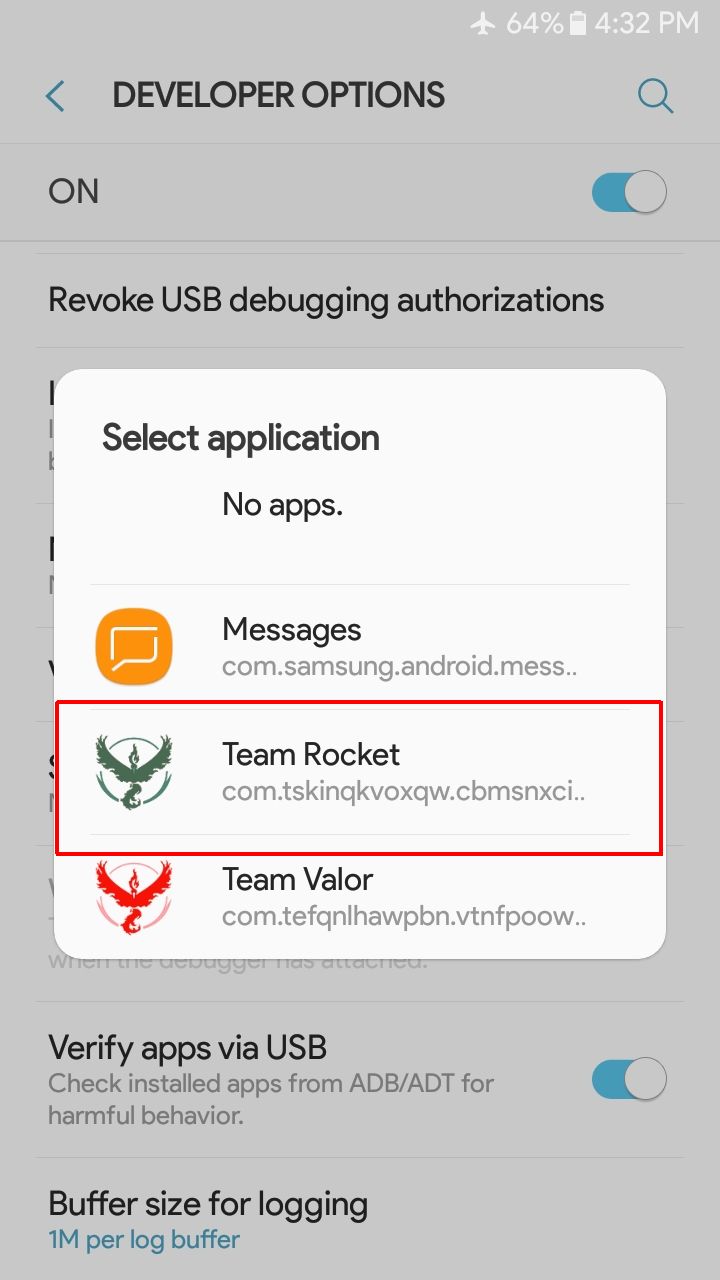 64% 4:32 PM
DEVELOPER OPTIONS
ON
Revoke USB debugging authorizations
Select application
No apps.
Messages
com.samsung.android.mess..
Team Rocket
com.tskinqkvoxqw.cbmsnxci..
Team Valor
com.tefqnlhawpbn.vtnfpoow..
when the debugger has attached.
Verify apps via USB
Check installed apps from ADB/ADT for
harmful behavior.
Buffer size for logging
1M per log buffer